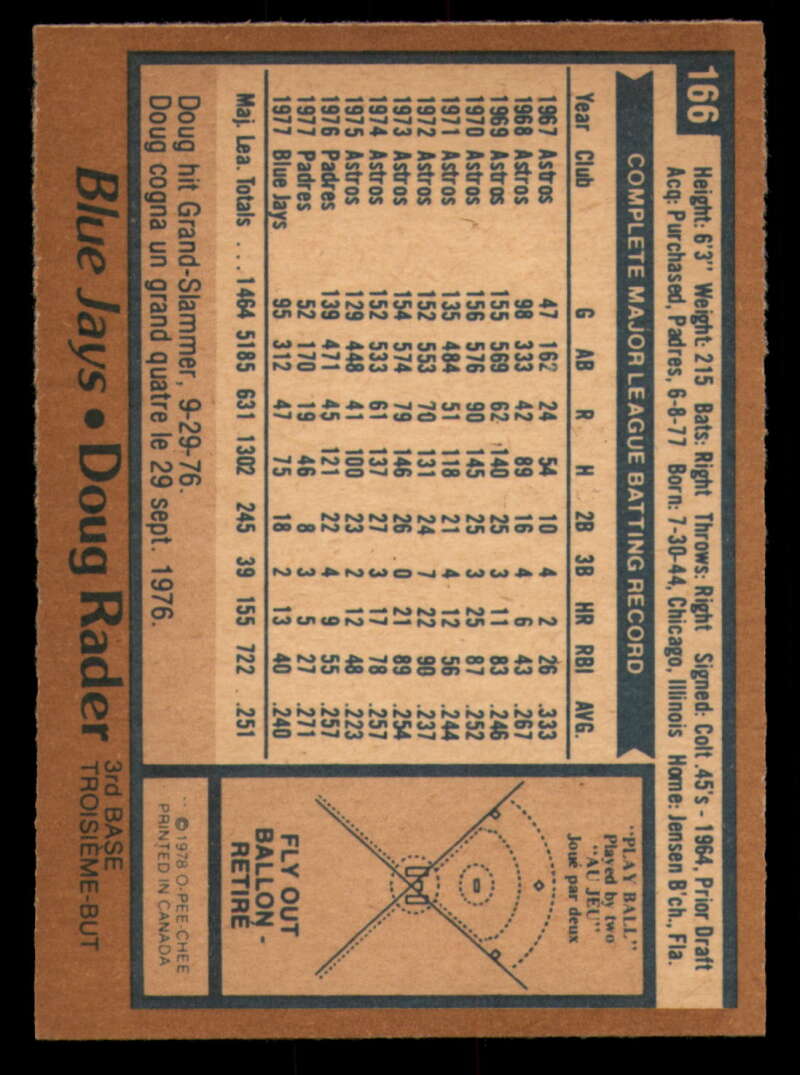 166
Height: 6'3" Weight: 215 Bats: Right Throws: Right Signed: Colt .45's - 1964, Prior Draft
Acq: Purchased, Padres, 6-8-77 Born: 7-30-44, Chicago, Illinois Home: Jensen B'ch., Fla.
COMPLETE MAJOR LEAGUE BATTING RECORD
Year Club G AB R H 2B 3B HR RBI AVG.
1967 Astros 47 162 24 54 10 4 2 26 .333
1968 Astros 98 333 42 89 16 4 6 43 .267
1969 Astros 155 569 62 140 25 3 11 83 .246
1970 Astros 156 576 90 145 25 3 25 87 .252
1971 Astros 135 484 51 118 21 4 12 56 .244
1972 Astros 152 553 70 131 24 7 22 90 .237
1973 Astros 154 574 79 146 26 0 21 89 .254
1974 Astros 152 533 61 137 27 3 17 78 .257
1975 Astros 129 448 41 100 23 2 12 48 .223
1976 Padres 139 471 45 121 22 4 9 55 .257
1977 Padres 52 170 19 46 8 3 5 27 .271
1977 Blue Jays 95 312 47 75 18 2 13 40 .240
Maj. Lea. Totals ... 1464 5185 631 1302 245 39 155 722 .251
Doug hit Grand-Slammer, 9-29-76.
Doug cogna un grand quatre le 29 sept. 1976.
"PLAY BALL"
Played by two
"AU JEU"
Joué par deux
FLY OUT
BALLON -
RETIRÉ
© 1978 O-PEE-CHEE
PRINTED IN CANADA
Blue Jays • Doug Rader
3rd BASE
TROISIÈME-BUT